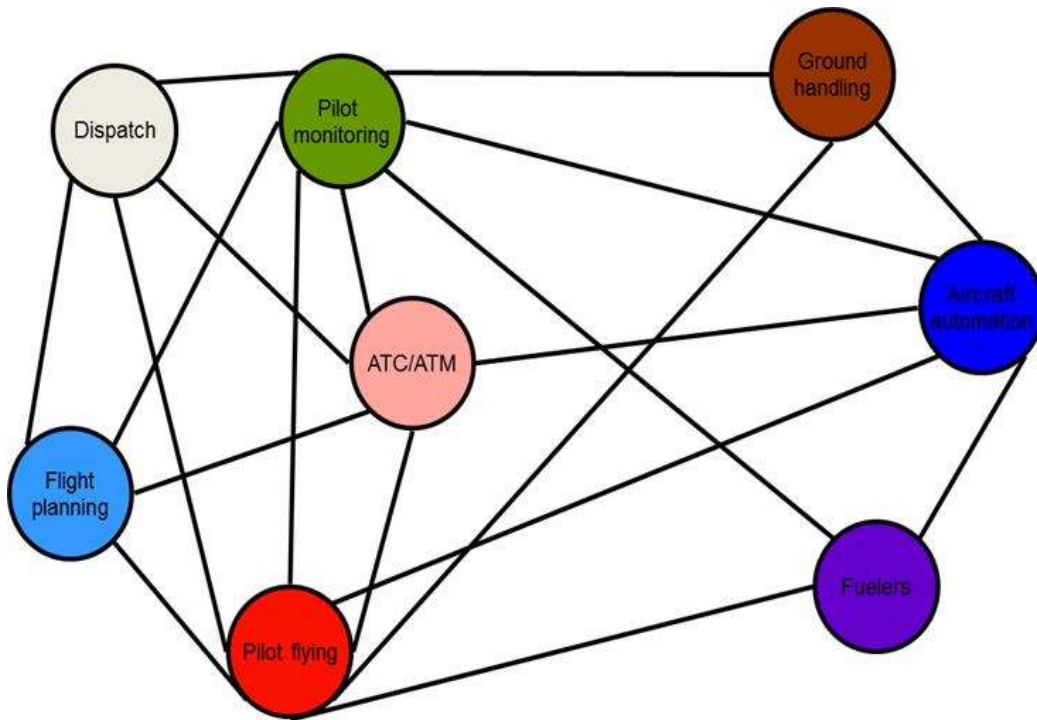 Ground
handling
Pilot
monitoring
Dispatch
Aircraft
automation
ATC/ATM
Flight
planning
Fuelers
Pilot flying